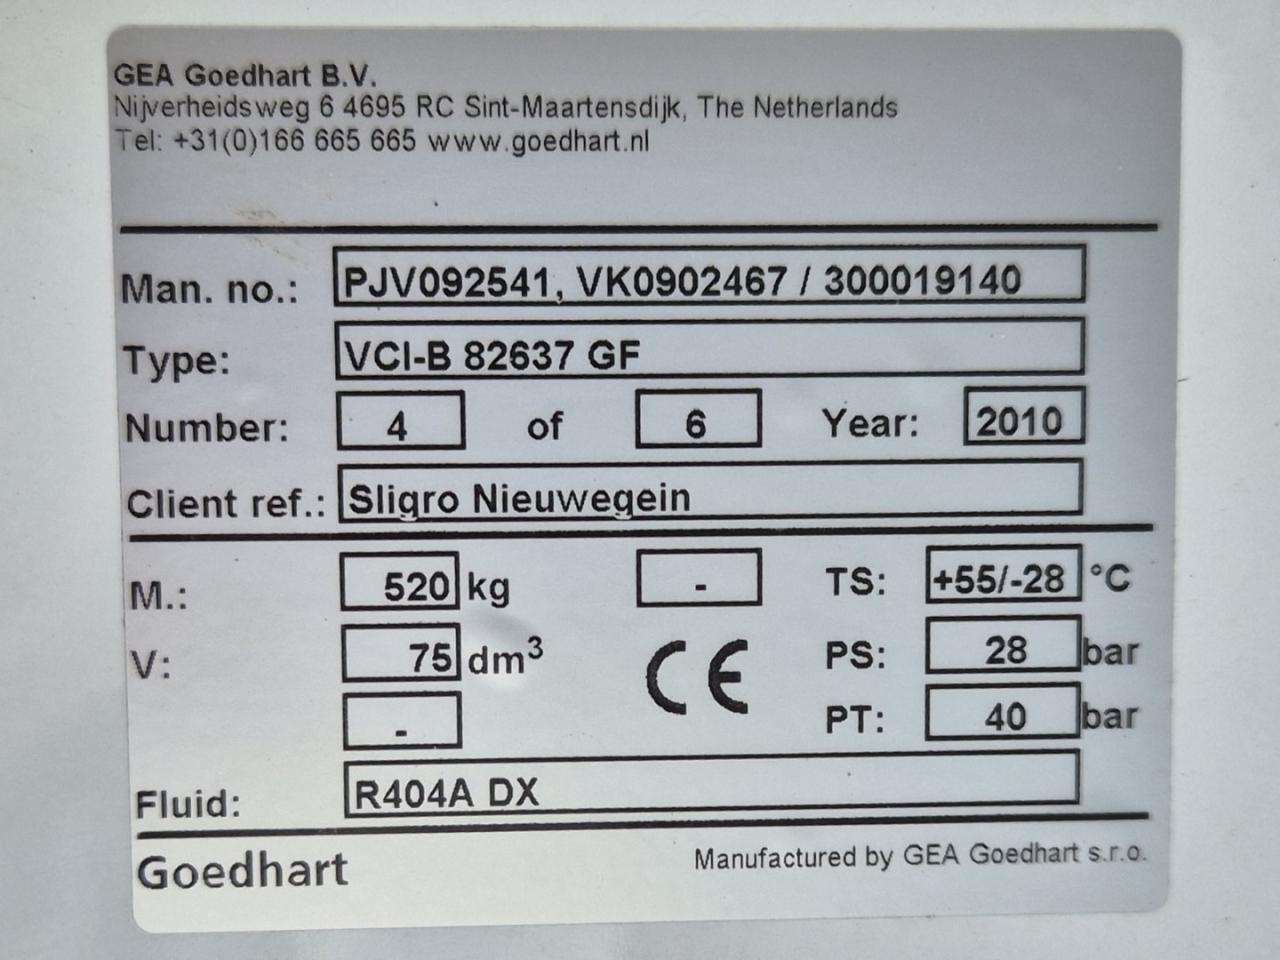 GEA Goedhart B.V.
Nijverheidsweg 6 4695 RC Sint-Maartensdijk, The Netherlands
Tel: +31(0)166 665 665 www.goedhart.nl
Man. no.: PJV092541, VK0902467 / 300019140
Type: VCI-B 82637 GF
Number: 4 of 6 Year: 2010
Client ref.: Sligro Nieuwegein
M.: 520 kg - TS: +55/-28 °C
V: 75 dm³ CE PS: 28 bar
- PT: 40 bar
Fluid: R404A DX
Goedhart Manufactured by GEA Goedhart s.r.o.